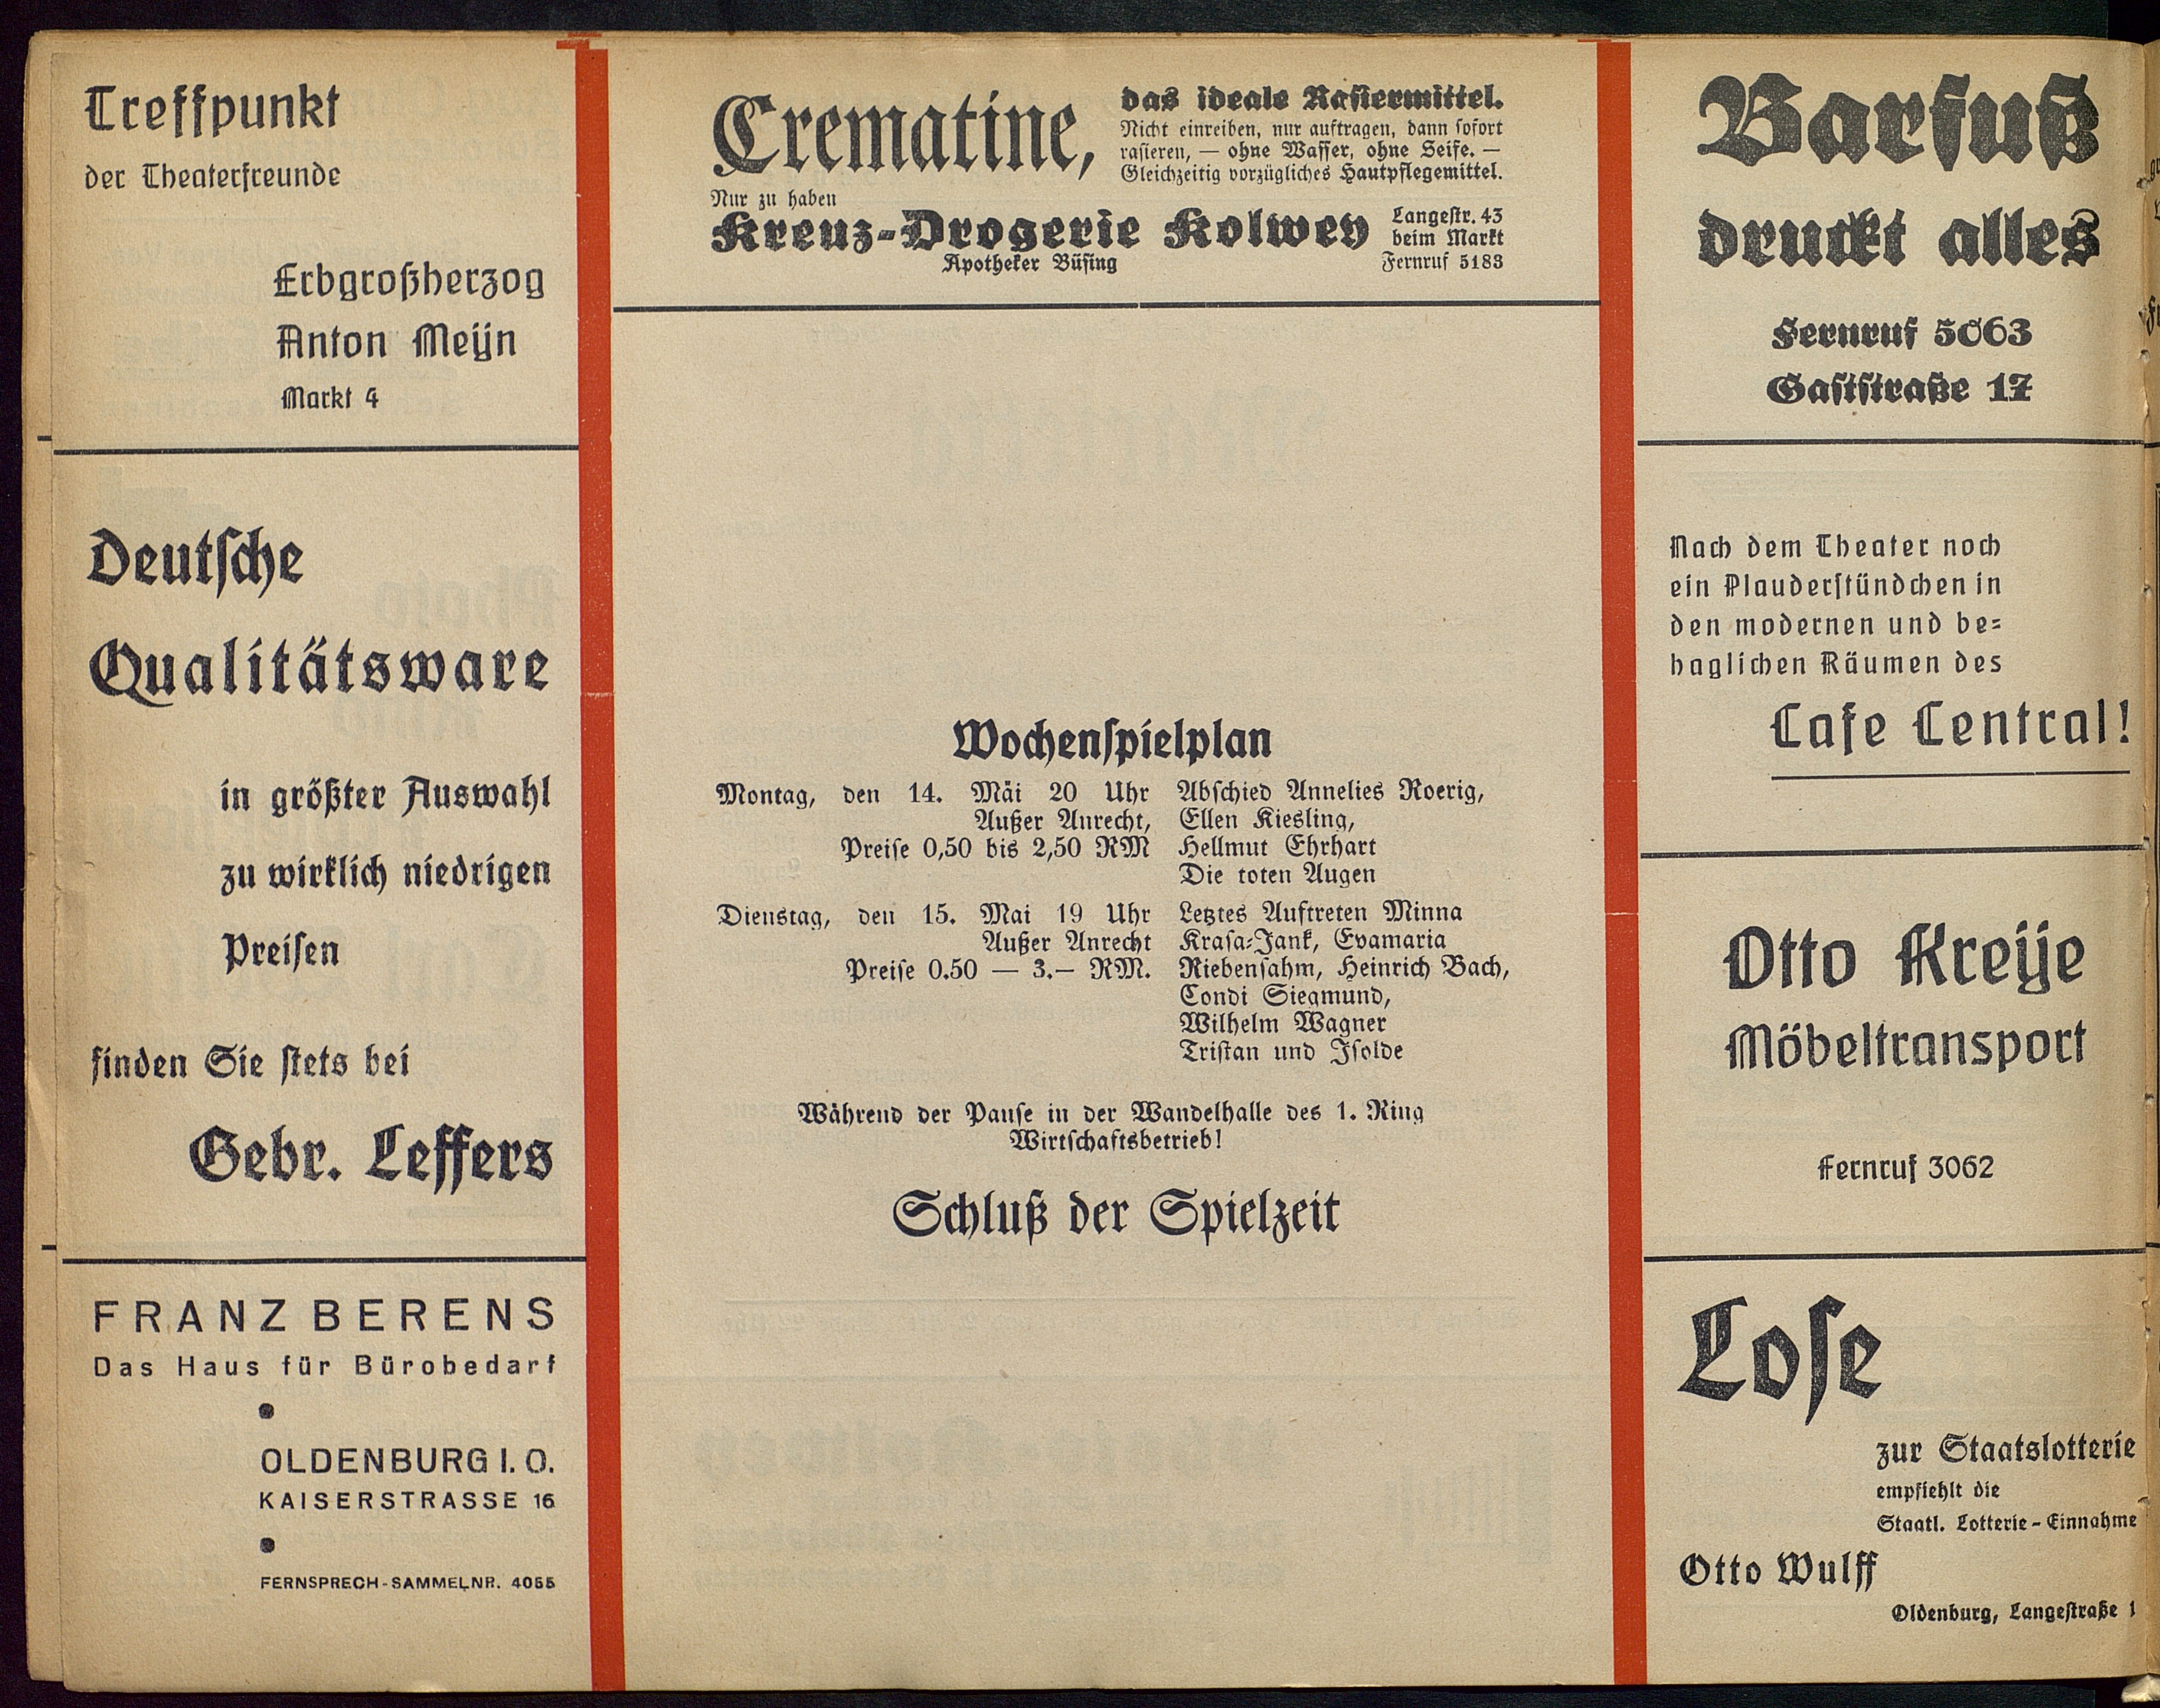 Treffpunkt
der Theaterfreunde
Erbgroßherzog
Anton Meijn
Markt 4
Deutsche
Qualitätsware
in größter Auswahl
zu wirklich niedrigen
Preisen
finden Sie stets bei
Gebr. Leffers
FRANZ BERENS
Das Haus für Bürobedarf
OLDENBURG I. O.
KAISERSTRASSE 16
FERNSPRECH-SAMMELNR. 4055
Crematine,
das ideale Rasiermittel.
Nicht einreiben, nur auftragen, dann sofort
rasieren, — ohne Wasser, ohne Seife. —
Gleichzeitig vorzügliches Hautpflegemittel.
Nur zu haben
Kreuz-Drogerie Kolwey
Apotheker Büsing
Langestr. 43
beim Markt
Fernruf 5183
Wochenspielplan
Montag, den 14. Mäi 20 Uhr Abschied Annelies Roerig,
Außer Anrecht, Ellen Kiesling,
Preise 0,50 bis 2,50 RM Hellmut Ehrhart
Die toten Augen
Dienstag, den 15. Mai 19 Uhr Letztes Auftreten Minna
Außer Anrecht Krasa-Jank, Evamaria
Preise 0.50 — 3.— RM. Riebensahm, Heinrich Bach,
Condi Siegmund,
Wilhelm Wagner
Tristan und Isolde
Während der Pause in der Wandelhalle des 1. Ring
Wirtschaftsbetrieb!
Schluß der Spielzeit
Barfuß
druckt alles
Fernruf 5063
Gaststraße 17
Nach dem Theater noch
ein Plauderstündchen in
den modernen und be=
haglichen Räumen des
Cafe Central!
Otto Kreije
Möbeltransport
Fernruf 3062
Lose
zur Staatslotterie
empfiehlt die
Staatl. Lotterie-Einnahme
Otto Wulff
Oldenburg, Langestraße 1